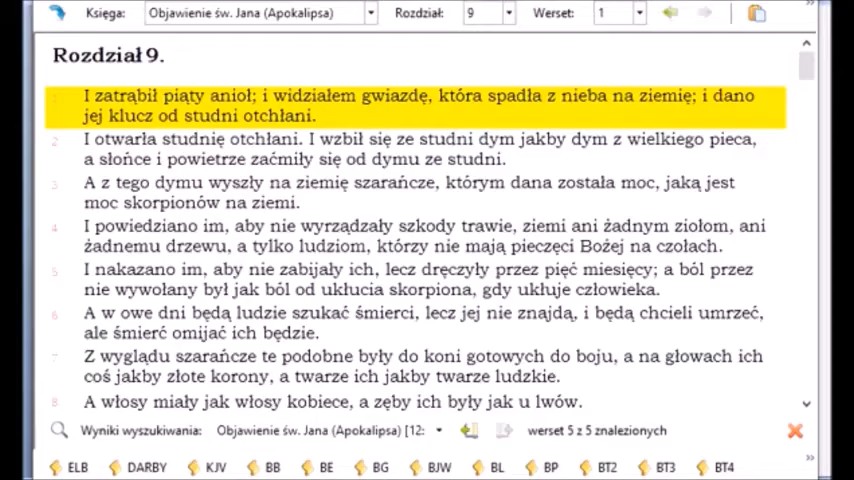 Księga: Objawienie św. Jana (Apokalipsa) Rozdział: 9 Werset: 1
Rozdział 9.
1 I zatrąbił piąty anioł; i widziałem gwiazdę, która spadła z nieba na ziemię; i dano
jej klucz od studni otchłani.
2 I otwarła studnię otchłani. I wzbił się ze studni dym jakby dym z wielkiego pieca,
a słońce i powietrze zaćmiły się od dymu ze studni.
3 A z tego dymu wyszły na ziemię szarańcze, którym dana została moc, jaką jest
moc skorpionów na ziemi.
4 I powiedziano im, aby nie wyrządzały szkody trawie, ziemi ani żadnym ziołom, ani
żadnemu drzewu, a tylko ludziom, którzy nie mają pieczęci Bożej na czołach.
5 I nakazano im, aby nie zabijały ich, lecz dręczyły przez pięć miesięcy; a ból przez
nie wywołany był jak ból od ukłucia skorpiona, gdy ukłuje człowieka.
6 A w owe dni będą ludzie szukać śmierci, lecz jej nie znajdą, i będą chcieli umrzeć,
ale śmierć omijać ich będzie.
7 Z wyglądu szarańcze te podobne były do koni gotowych do boju, a na głowach ich
coś jakby złote korony, a twarze ich jakby twarze ludzkie.
8 A włosy miały jak włosy kobiece, a zęby ich były jak u lwów.
Wyniki wyszukiwania: Objawienie św. Jana (Apokalipsa) [12: werset 5 z 5 znalezionych
ELB DARBY KJV BB BE BG BJW BL BP BT2 BT3 BT4